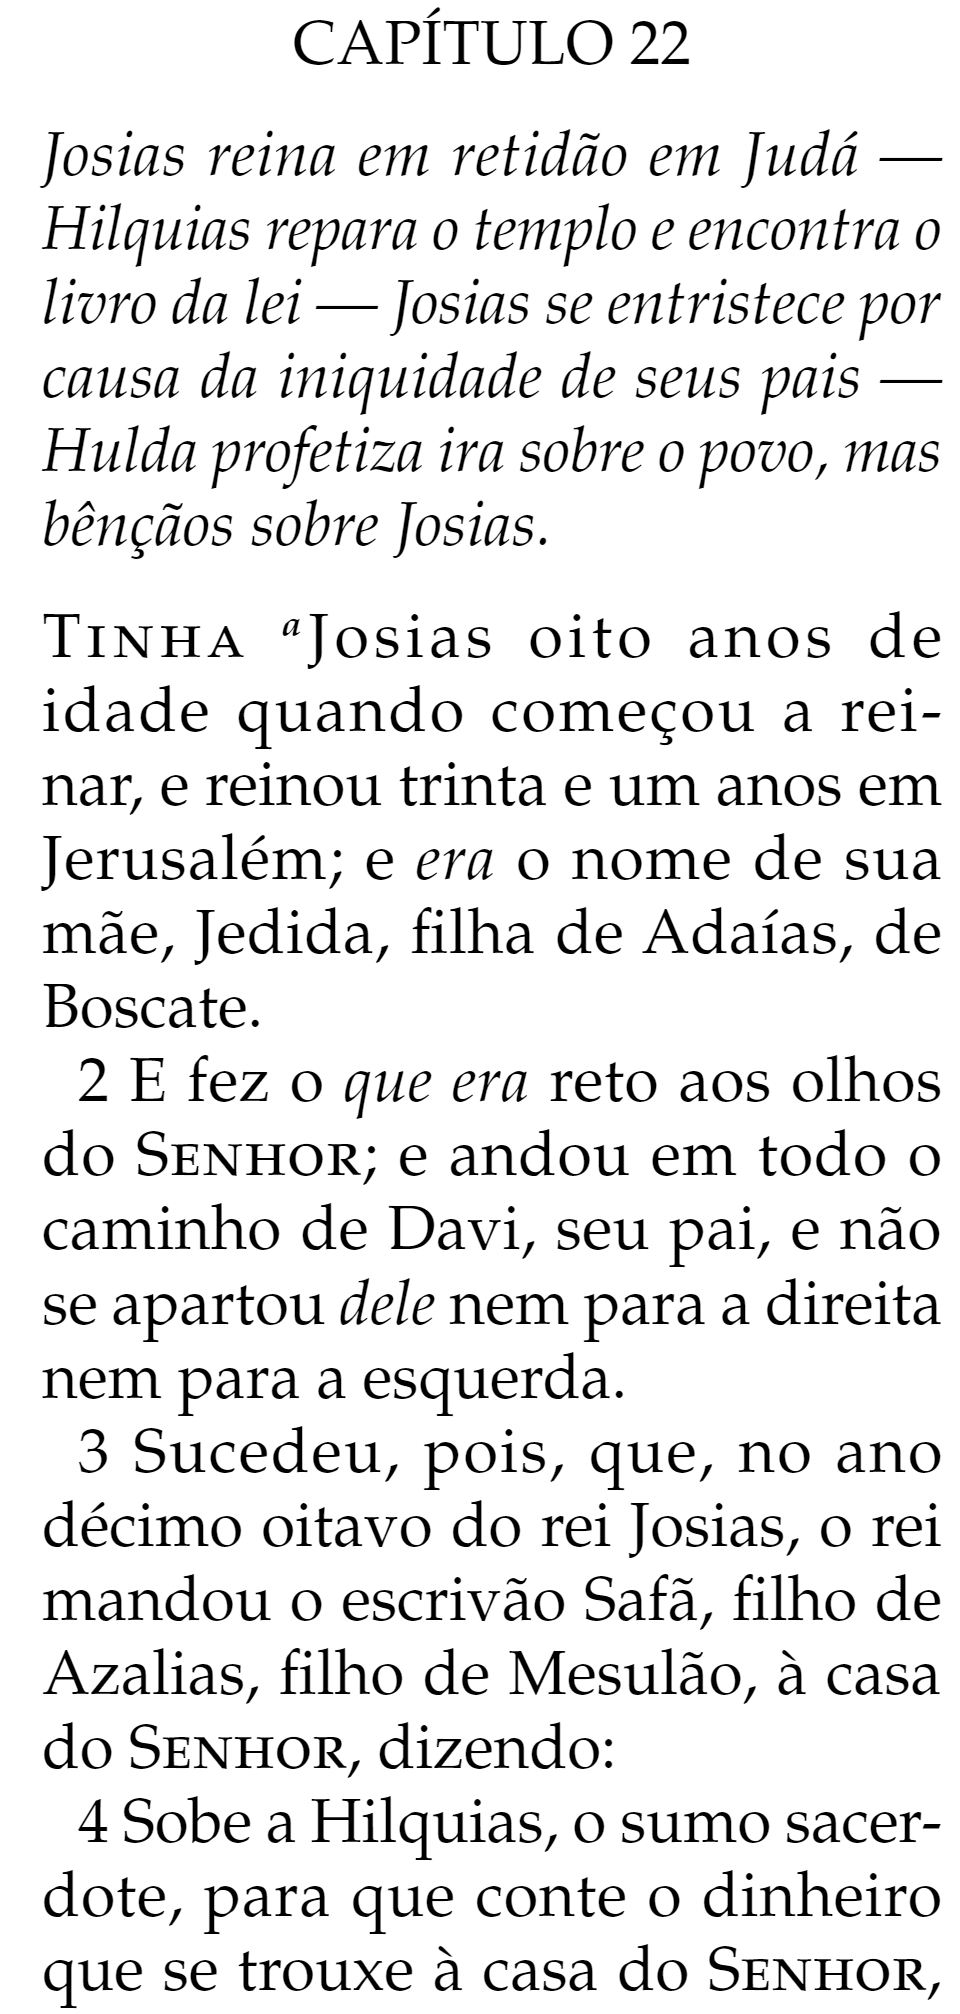 CAPÍTULO 22
Josias reina em retidão em Judá —
Hilquias repara o templo e encontra o
livro da lei — Josias se entristece por
causa da iniquidade de seus pais —
Hulda profetiza ira sobre o povo, mas
bênçãos sobre Josias.
TINHA aJosias oito anos de
idade quando começou a rei-
nar, e reinou trinta e um anos em
Jerusalém; e era o nome de sua
mãe, Jedida, filha de Adaías, de
Boscate.
2 E fez o que era reto aos olhos
do SENHOR; e andou em todo o
caminho de Davi, seu pai, e não
se apartou dele nem para a direita
nem para a esquerda.
3 Sucedeu, pois, que, no ano
décimo oitavo do rei Josias, o rei
mandou o escrivão Safã, filho de
Azalias, filho de Mesulão, à casa
do SENHOR, dizendo:
4 Sobe a Hilquias, o sumo sacer-
dote, para que conte o dinheiro
que se trouxe à casa do SENHOR,